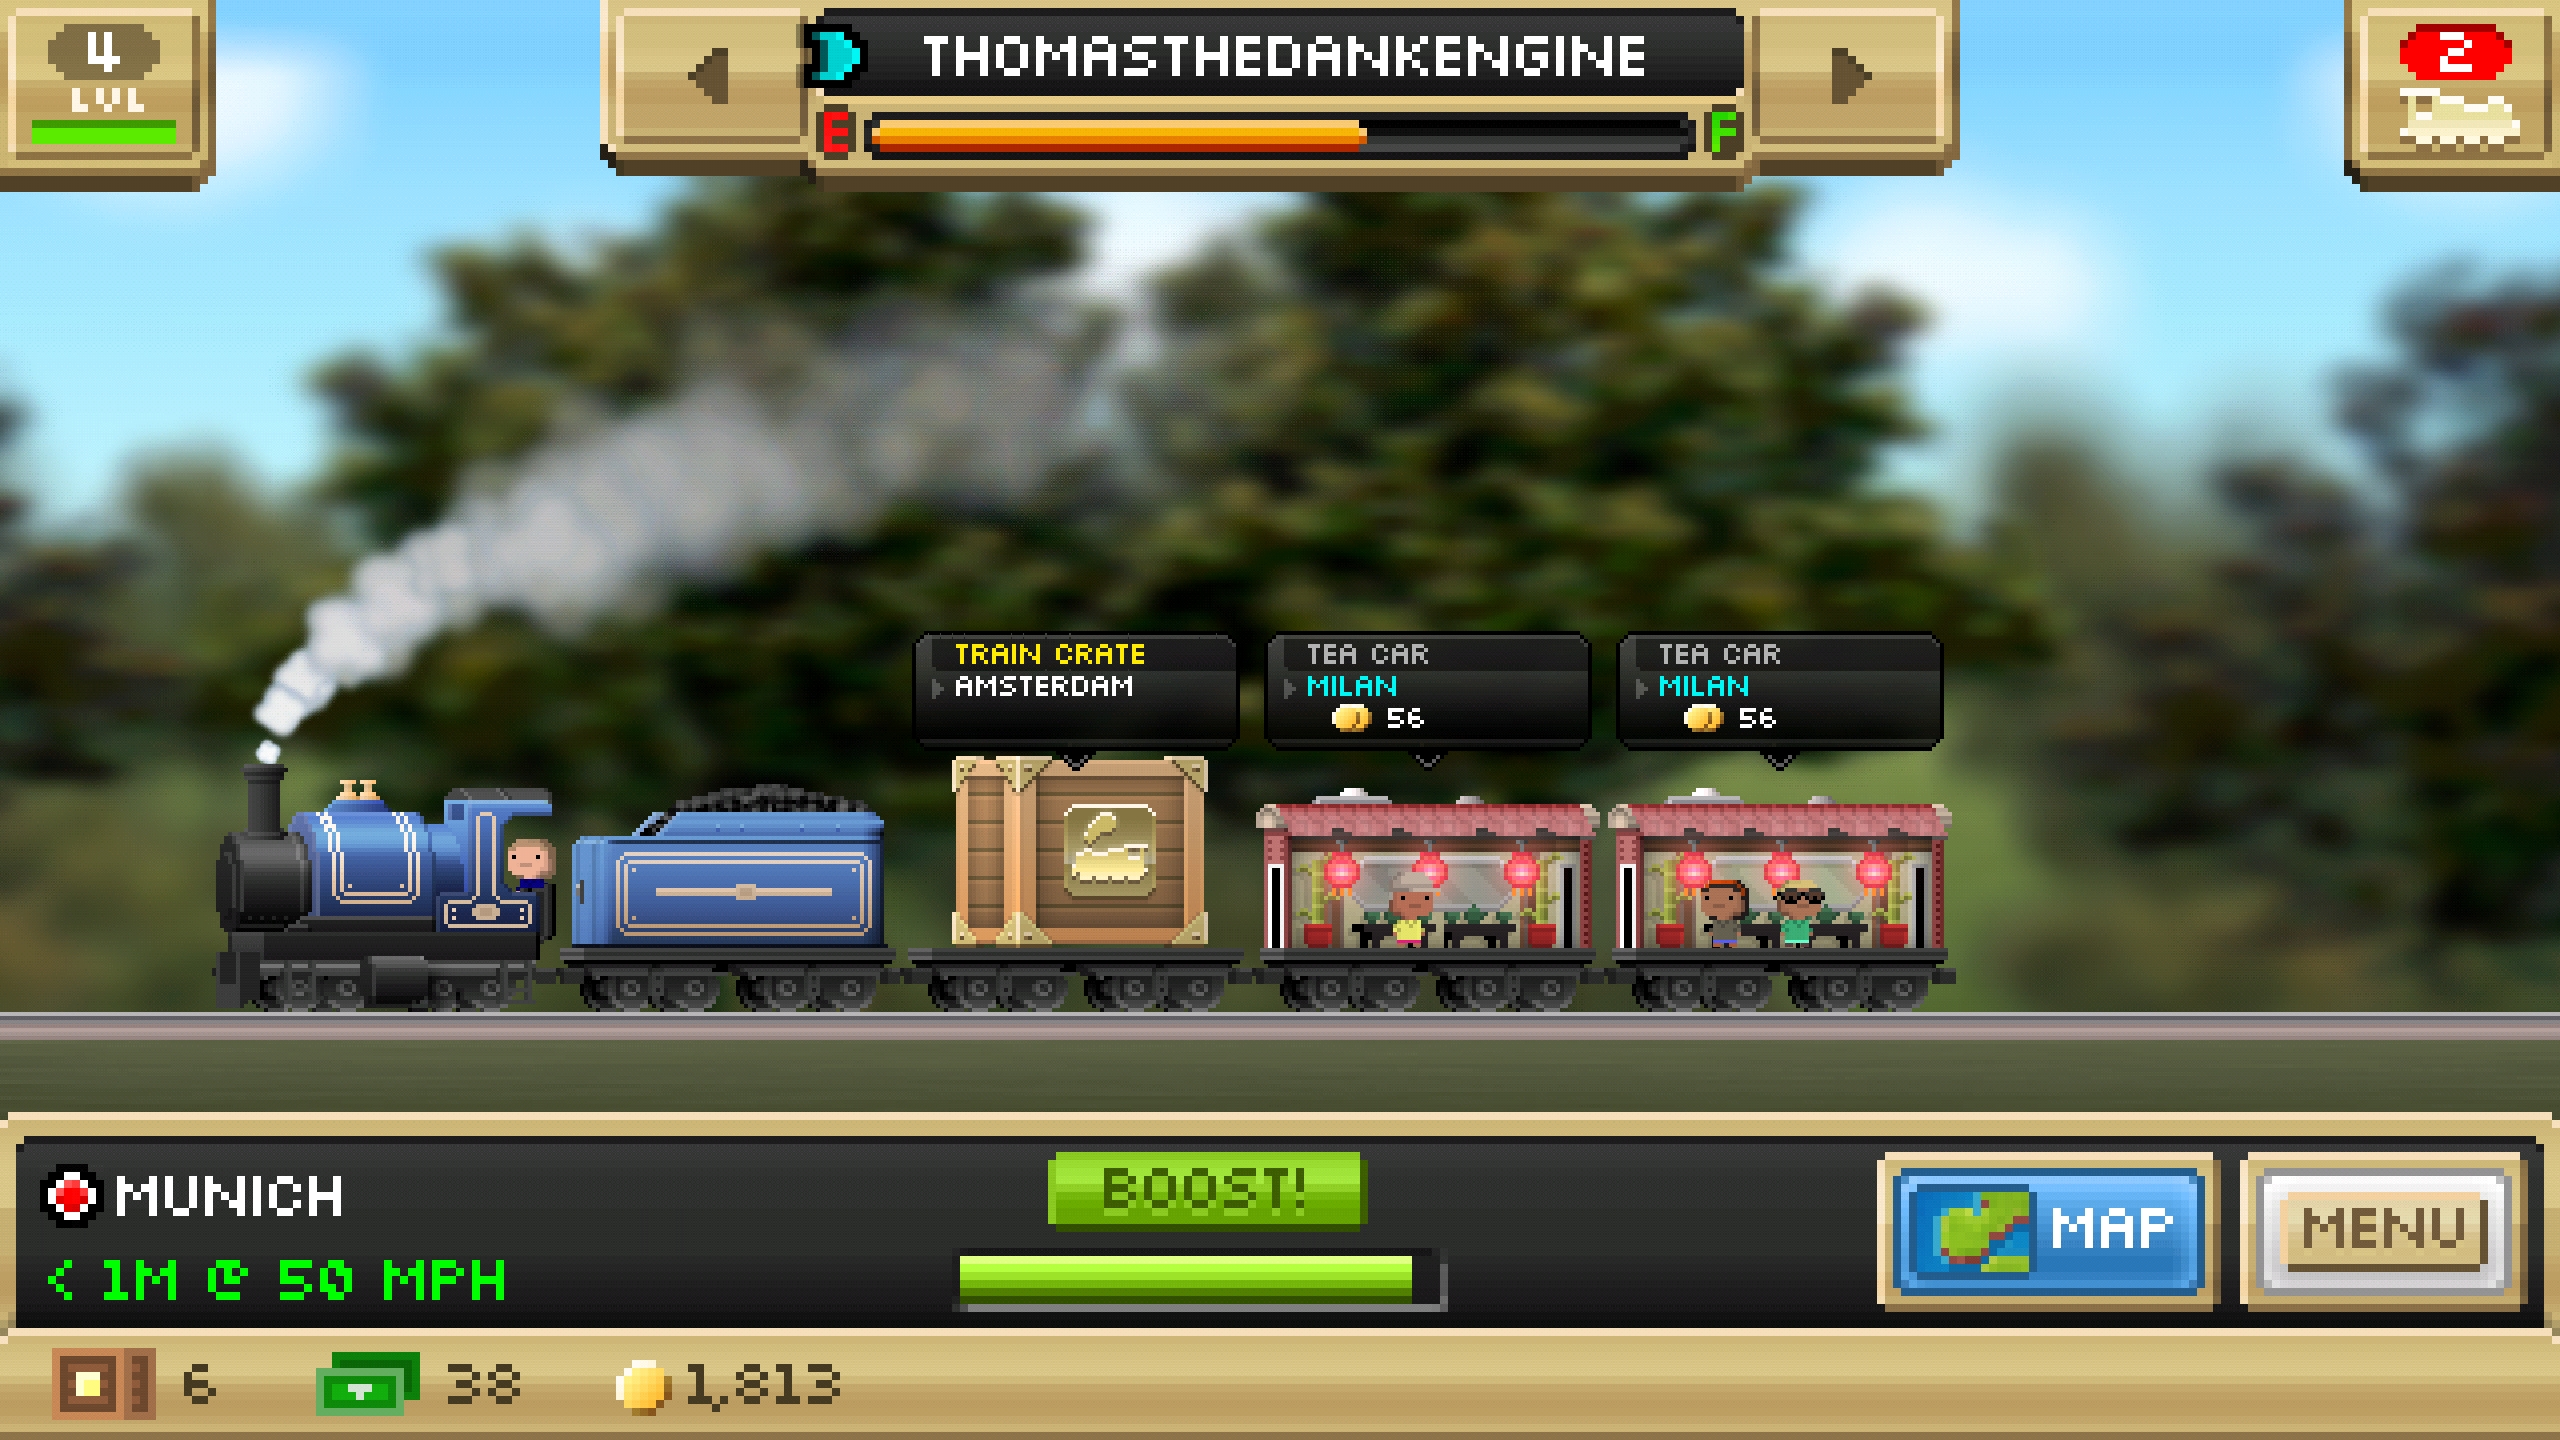 4
LVL
THOMASTHEDANKENGINE
E F
2
TRAIN CRATE
AMSTERDAM
TEA CAR
MILAN
56
TEA CAR
MILAN
56
MUNICH
< 1M @ 50 MPH
BOOST!
MAP
MENU
6
38
1,813